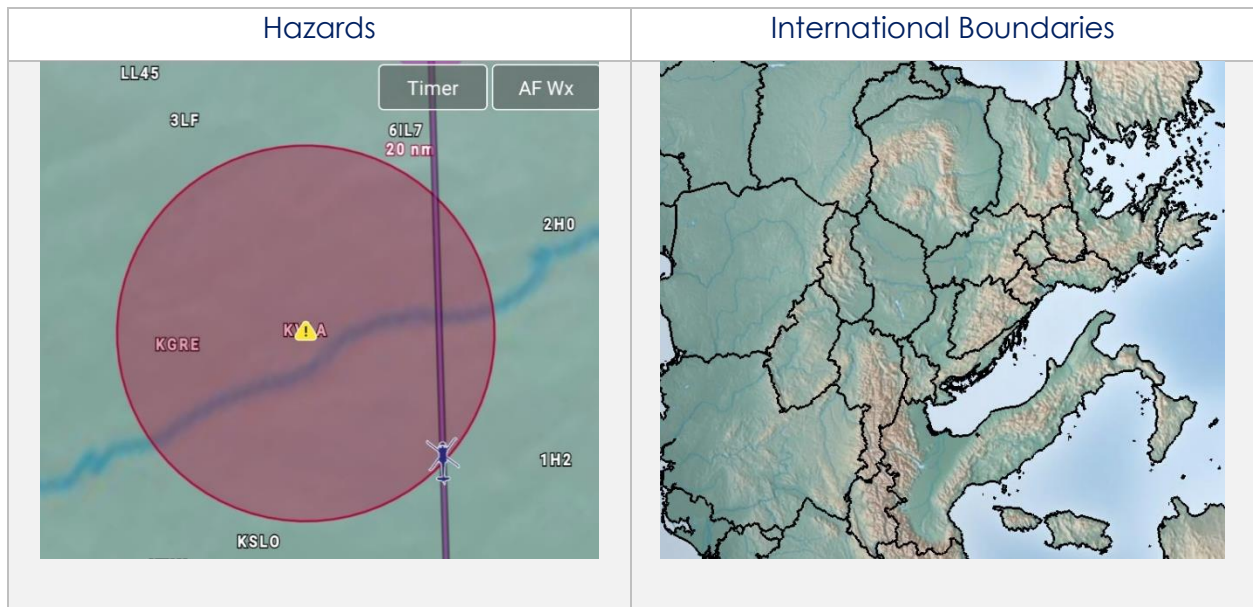 Hazards
International Boundaries
LL45
Timer
AF Wx
3LF
6IL7
20 nm
2H0
KGRE
1H2
KSLO